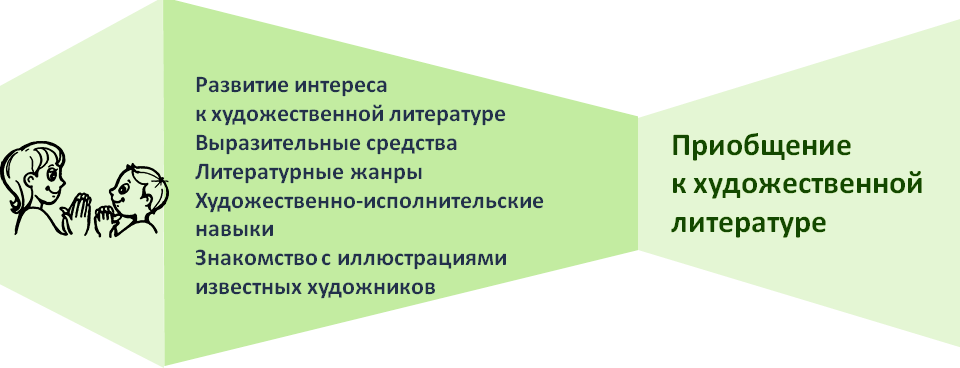 Развитие интереса
к художественной литературе
Выразительные средства
Литературные жанры
Художественно-исполнительские
навыки
Знакомство с иллюстрациями
известных художников
Приобщение
к художественной
литературе